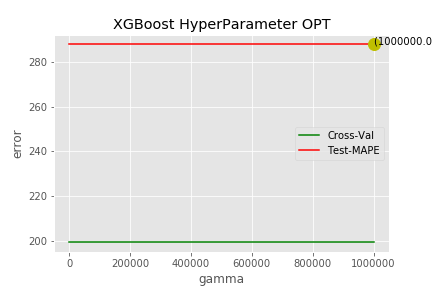 XGBoost HyperParameter OPT
(1000000.0
280
260
240
220
200
error
Cross-Val
Test-MAPE
0 200000 400000 600000 800000 1000000
gamma